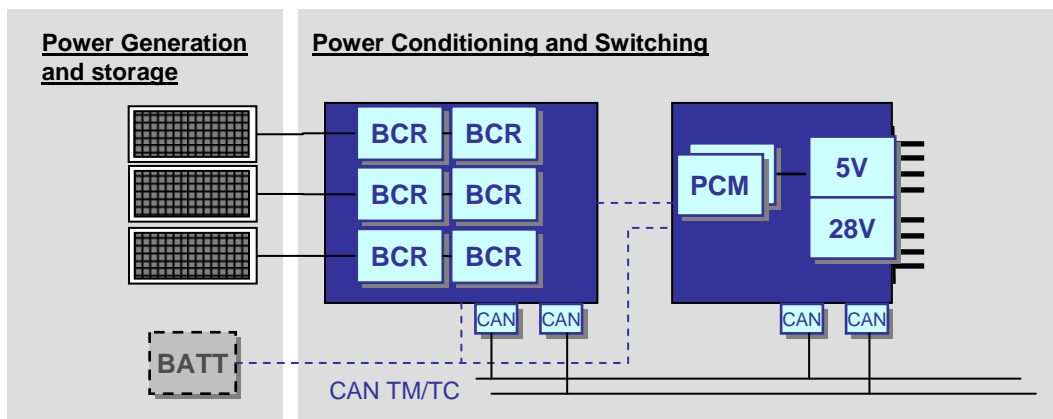 Power Generation
and storage
Power Conditioning and Switching
BCR BCR
BCR BCR
BCR BCR
PCM
5V
28V
CAN CAN
CAN CAN
BATT
CAN TM/TC